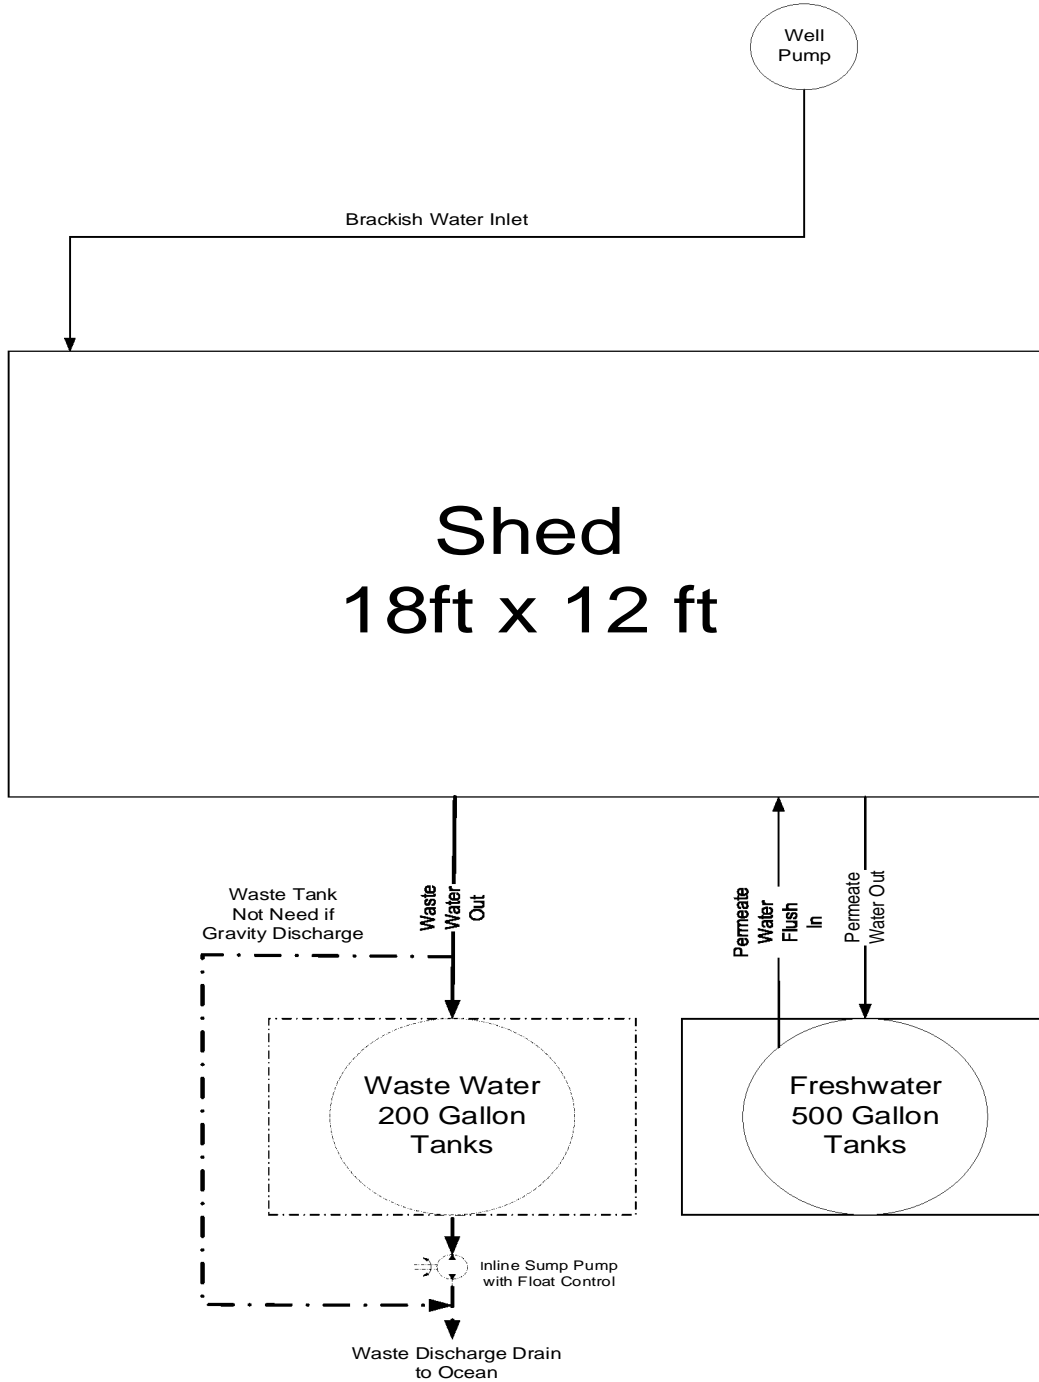 Well
Pump
Brackish Water Inlet
Shed
18ft x 12 ft
Waste
Water
Out
Waste Tank
Not Need if
Gravity Discharge
Permeate
Water
Flush
In
Permeate
Water Out
Waste Water
200 Gallon
Tanks
Freshwater
500 Gallon
Tanks
Inline Sump Pump
with Float Control
Waste Discharge Drain
to Ocean